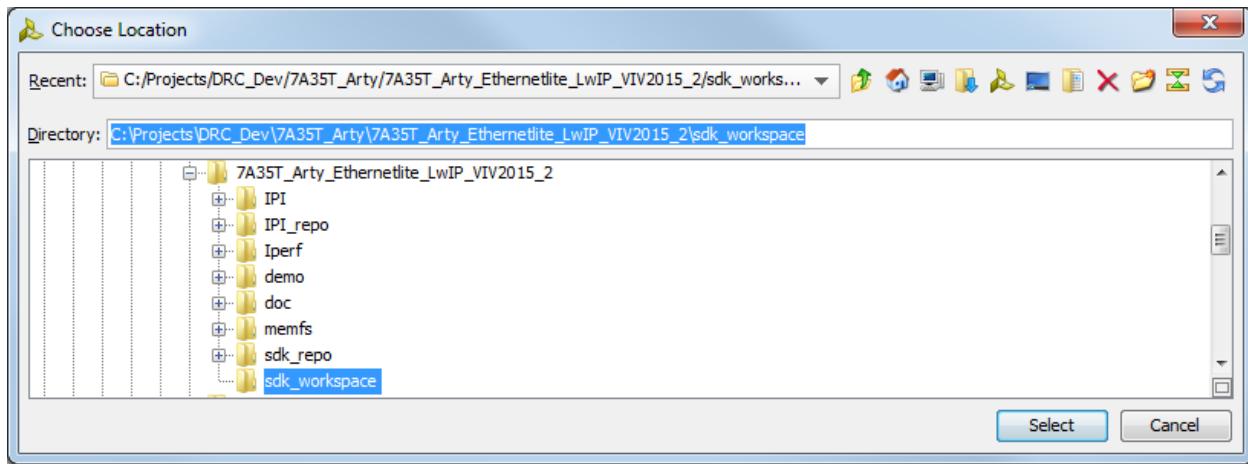 Choose Location
Recent: C:/Projects/DRC_Dev/7A35T_Arty/7A35T_Arty_Ethernetlite_LwIP_VIV2015_2/sdk_works...
Directory: C:\Projects\DRC_Dev\7A35T_Arty\7A35T_Arty_Ethernetlite_LwIP_VIV2015_2\sdk_workspace
7A35T_Arty_Ethernetlite_LwIP_VIV2015_2
IPI
IPI_repo
Iperf
demo
doc
memfs
sdk_repo
sdk_workspace
Select Cancel